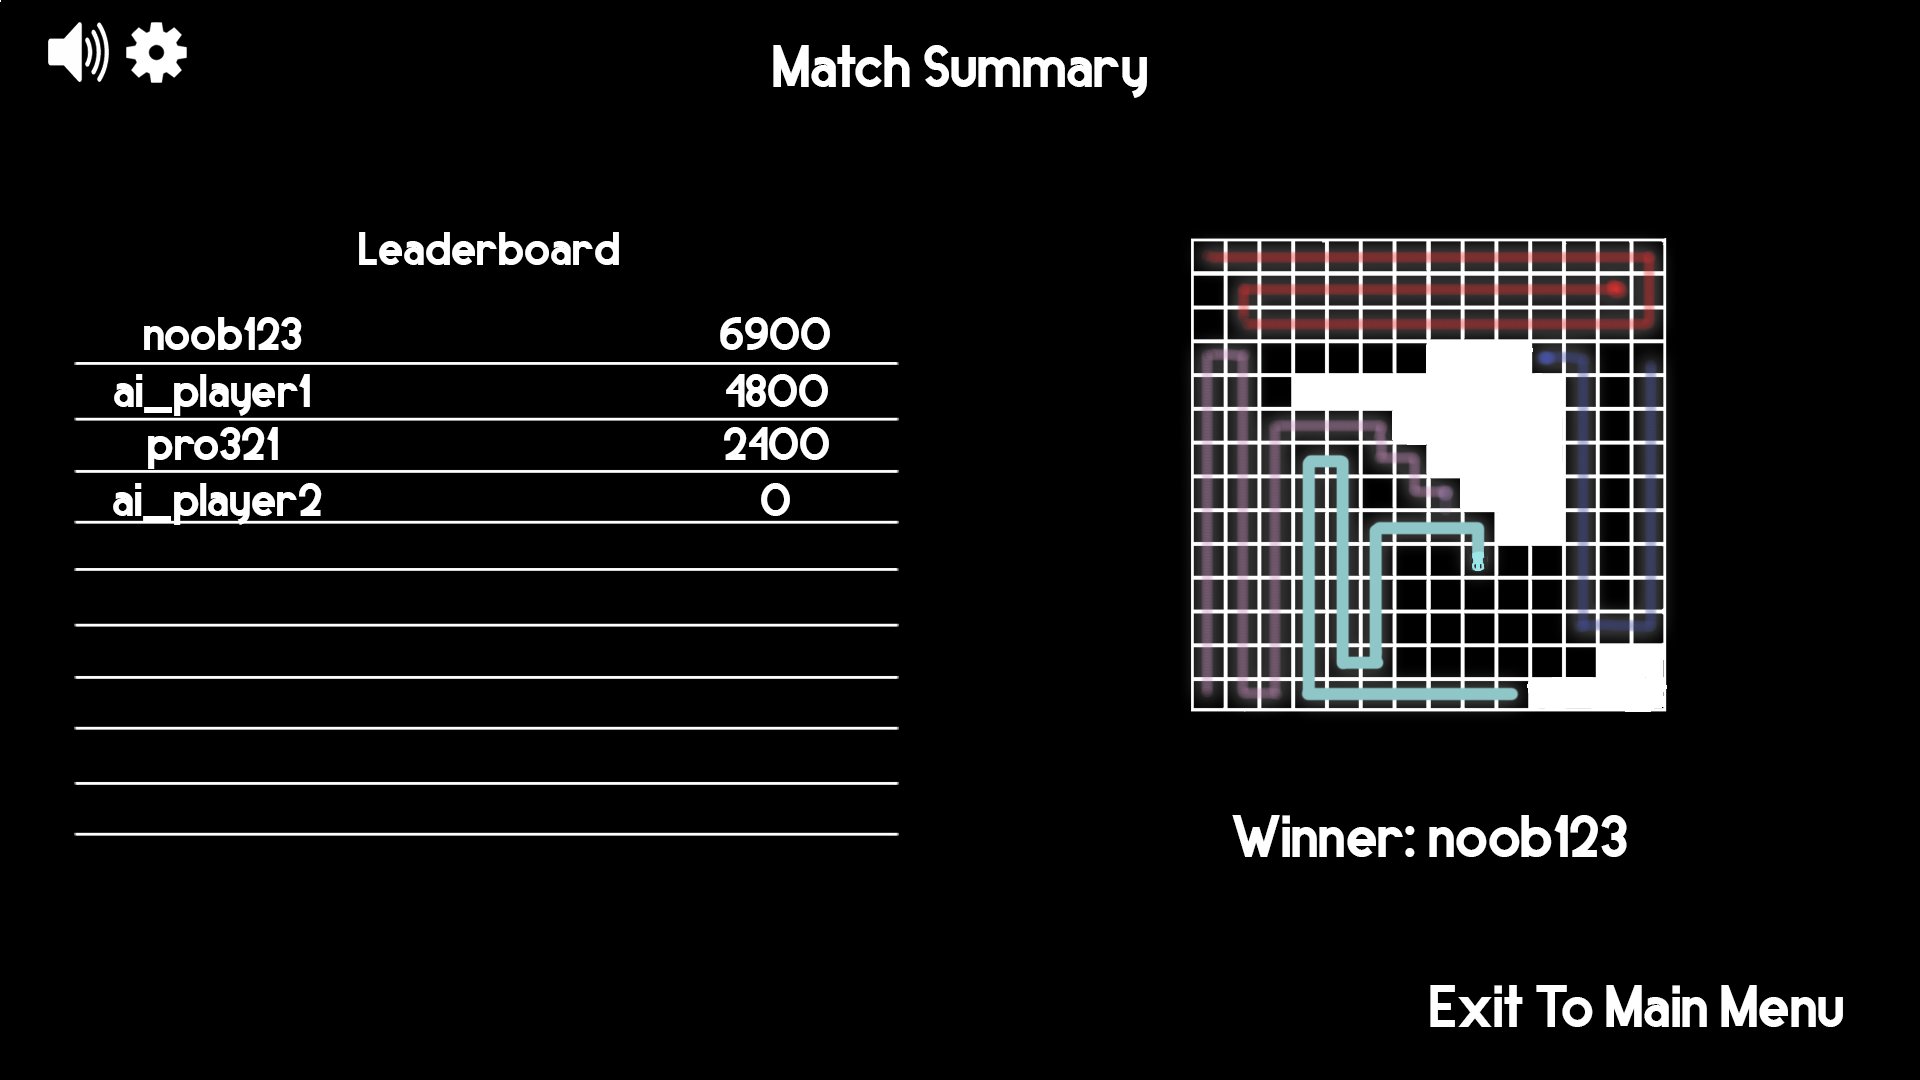 Match Summary
Leaderboard
noob123 6900
ai_player1 4800
pro321 2400
ai_player2 0
Winner: noob123
Exit To Main Menu